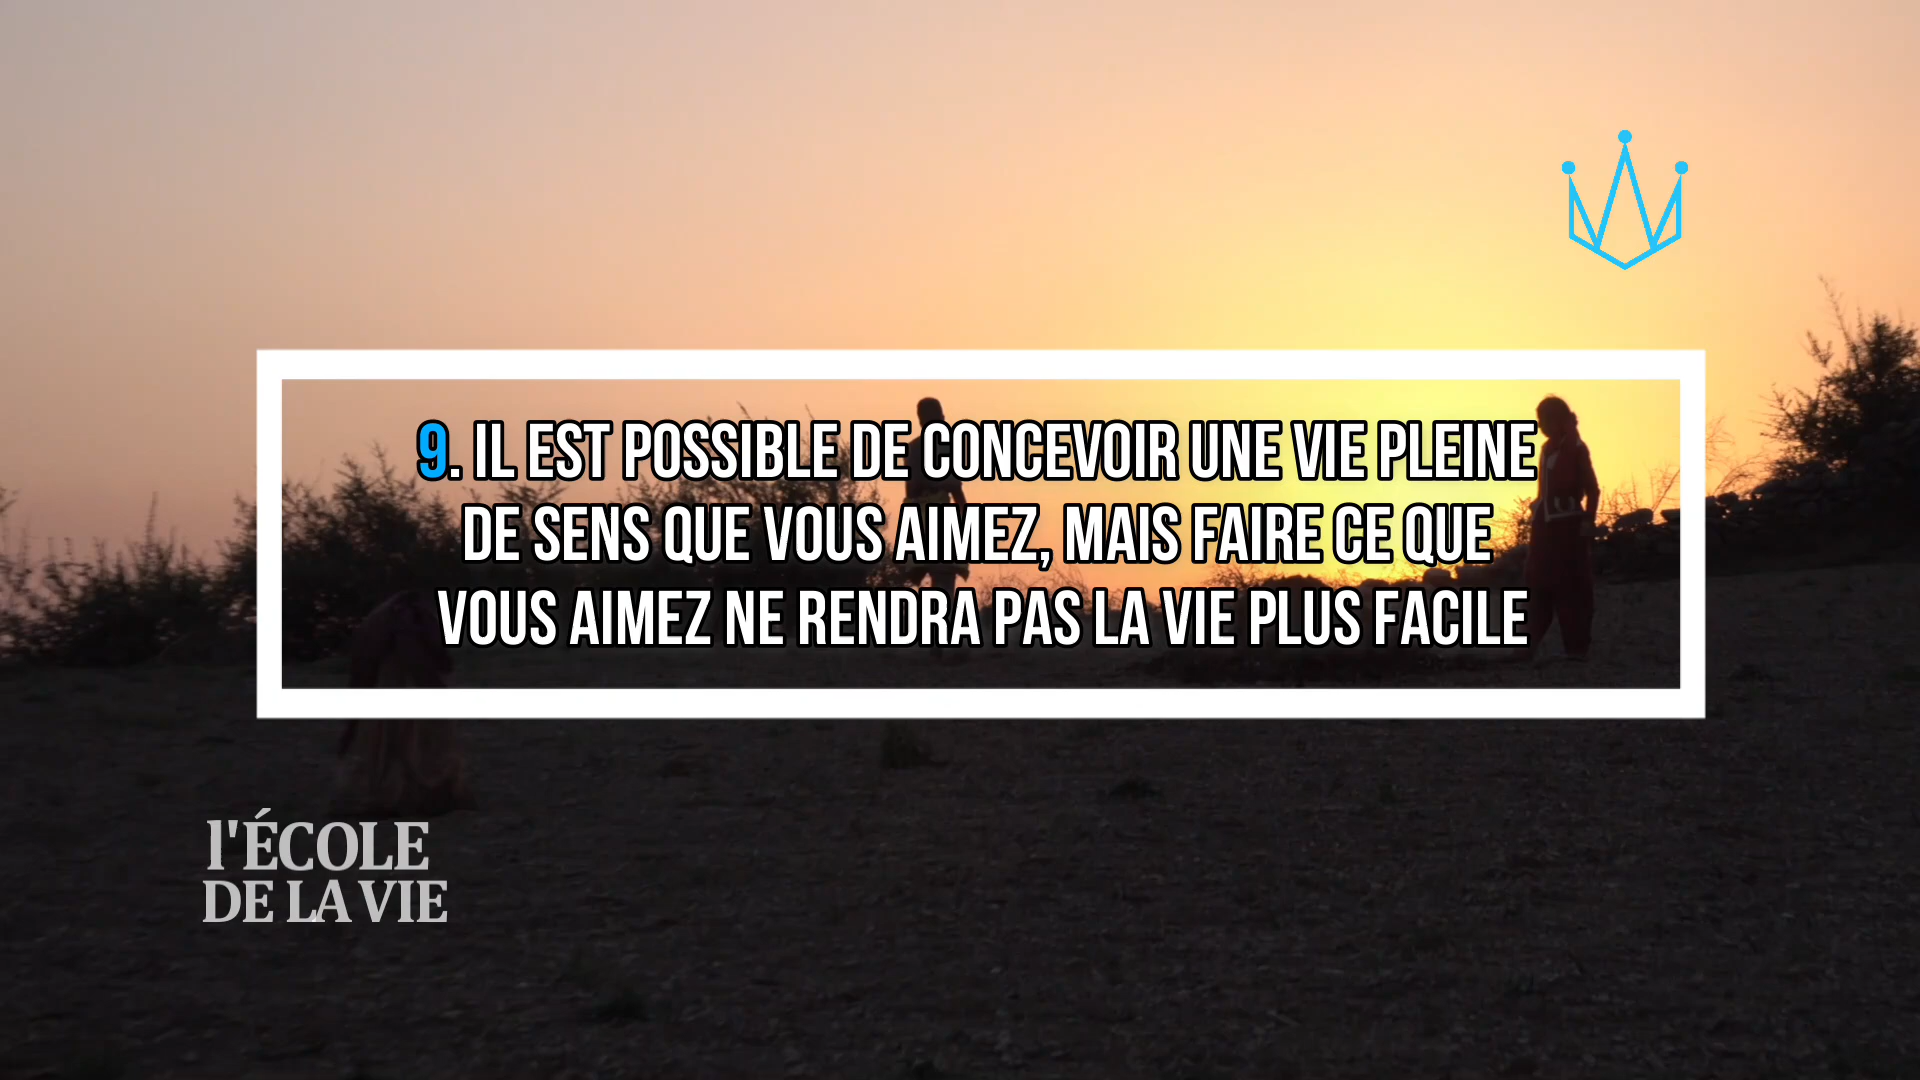 9. IL EST POSSIBLE DE CONCEVOIR UNE VIE PLEINE
DE SENS QUE VOUS AIMEZ, MAIS FAIRE CE QUE
VOUS AIMEZ NE RENDRA PAS LA VIE PLUS FACILE
l'ÉCOLE
DE LA VIE